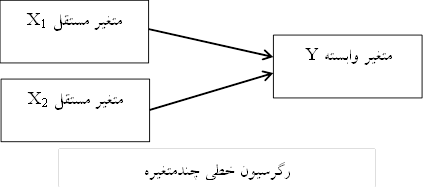 متغیر مستقل X1
متغیر وابسته Y
متغیر مستقل X2
رگرسیون خطی چندمتغیره